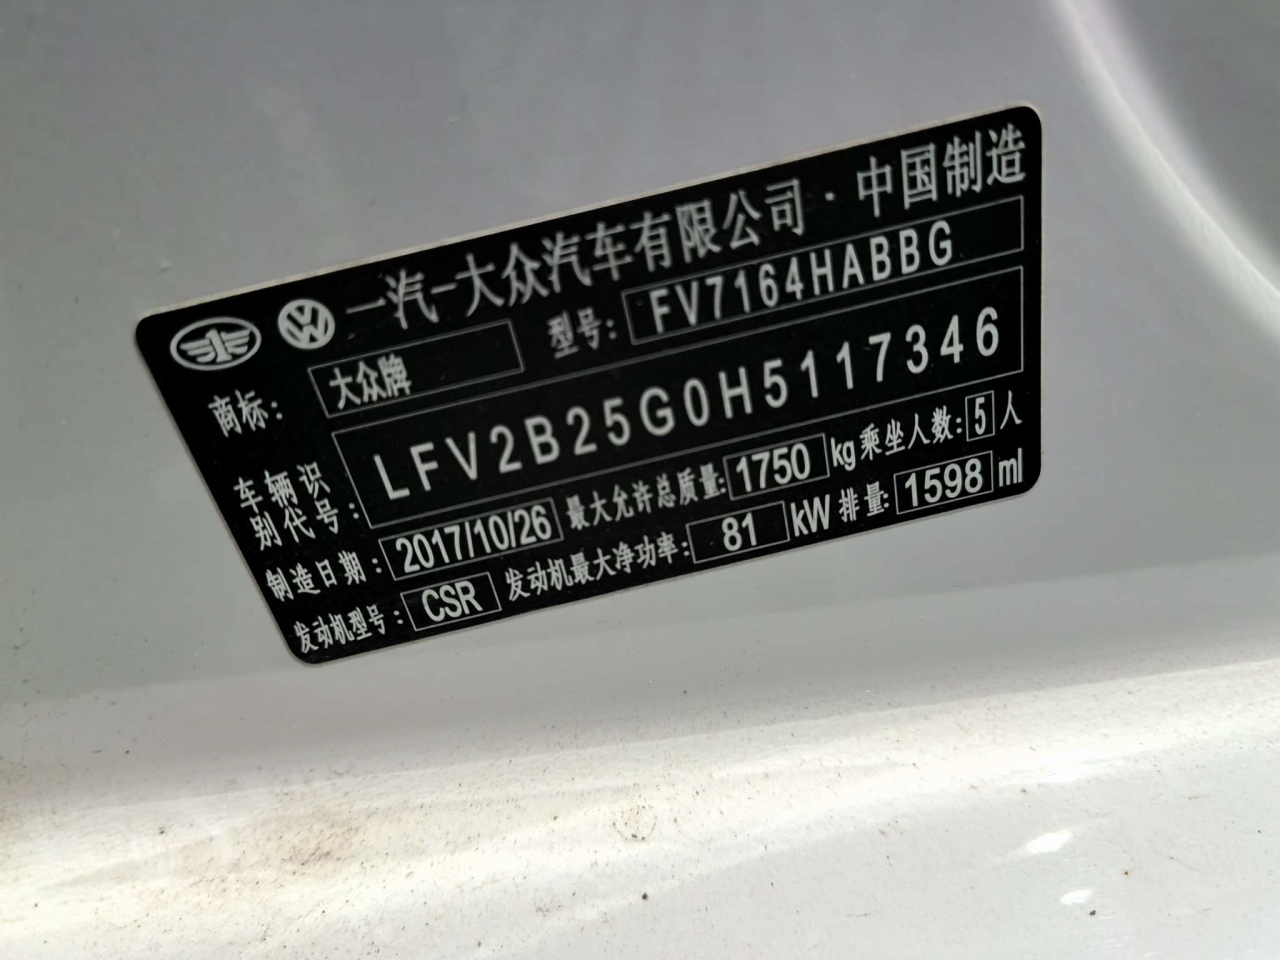 一汽-大众汽车有限公司·中国制造
商标: 大众牌 型号: FV7164HABBG
车辆识别代号: LFV2B25G0H5117346
制造日期: 2017/10/26 最大允许总质量: 1750 kg 乘坐人数: 5 人
发动机型号: CSR 发动机最大净功率: 81 kW 排量: 1598 ml